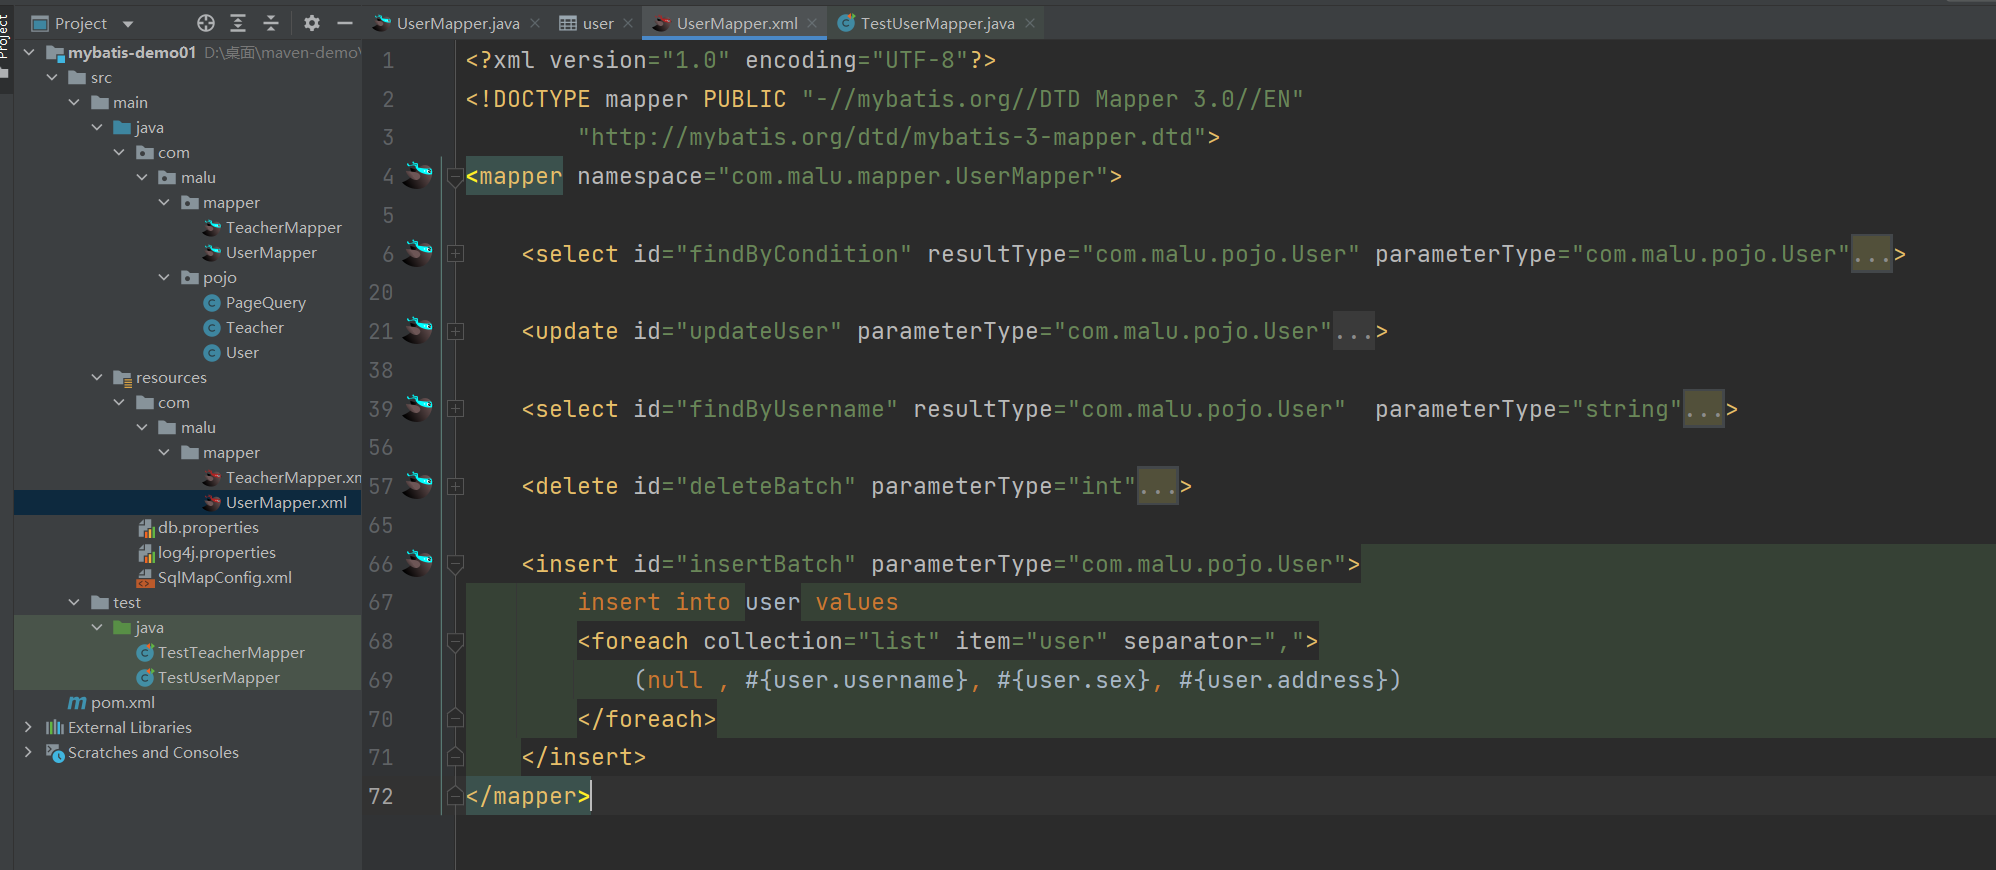 Project
Project
mybatis-demo01 D:\桌面\maven-demo\
src
main
java
com
malu
mapper
TeacherMapper
UserMapper
pojo
PageQuery
Teacher
User
resources
com
malu
mapper
TeacherMapper.xm
UserMapper.xml
db.properties
log4j.properties
SqlMapConfig.xml
test
java
TestTeacherMapper
TestUserMapper
pom.xml
External Libraries
Scratches and Consoles
UserMapper.java
user
UserMapper.xml
TestUserMapper.java
1 <?xml version="1.0" encoding="UTF-8"?>
2 <!DOCTYPE mapper PUBLIC "-//mybatis.org//DTD Mapper 3.0//EN"
3 "http://mybatis.org/dtd/mybatis-3-mapper.dtd">
4 <mapper namespace="com.malu.mapper.UserMapper">
5
6 <select id="findByCondition" resultType="com.malu.pojo.User" parameterType="com.malu.pojo.User"...>
20
21 <update id="updateUser" parameterType="com.malu.pojo.User"...>
38
39 <select id="findByUsername" resultType="com.malu.pojo.User"  parameterType="string"...>
56
57 <delete id="deleteBatch" parameterType="int"...>
65
66 <insert id="insertBatch" parameterType="com.malu.pojo.User">
67 insert into user values
68 <foreach collection="list" item="user" separator=",">
69 (null , #{user.username}, #{user.sex}, #{user.address})
70 </foreach>
71 </insert>
72 </mapper>